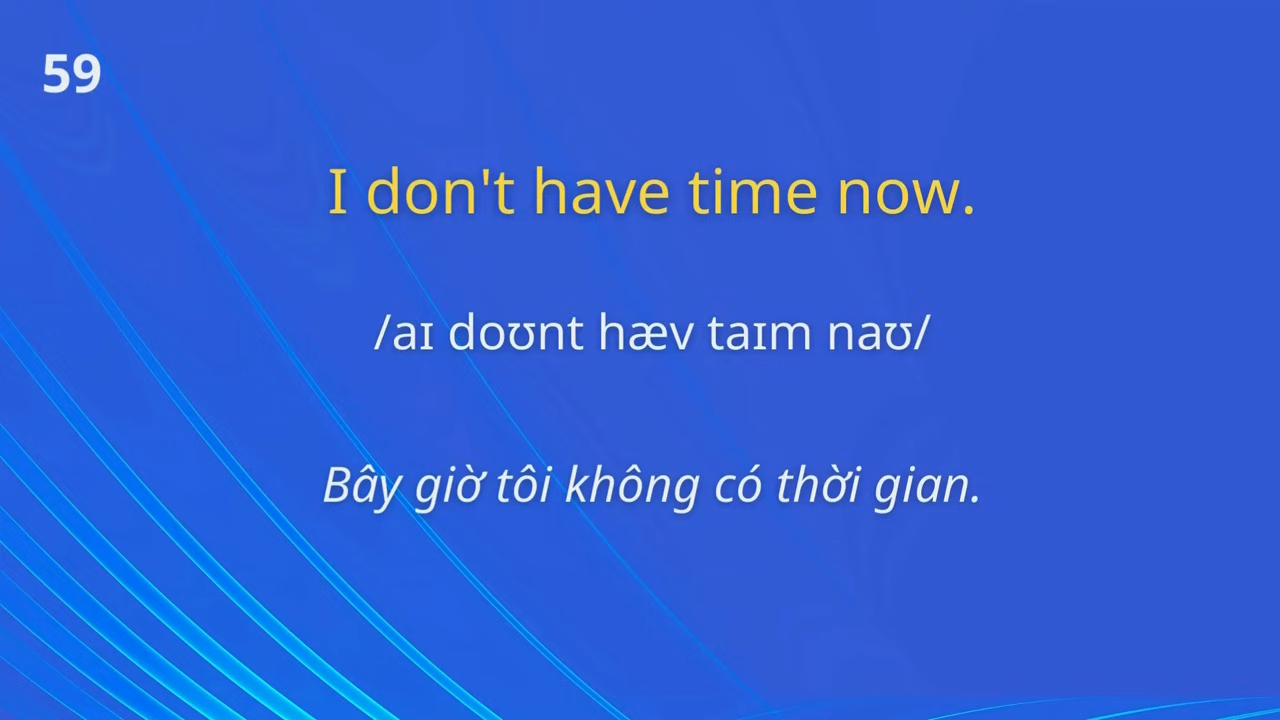 59
I don't have time now.
/aɪ doʊnt hæv taɪm naʊ/
Bây giờ tôi không có thời gian.